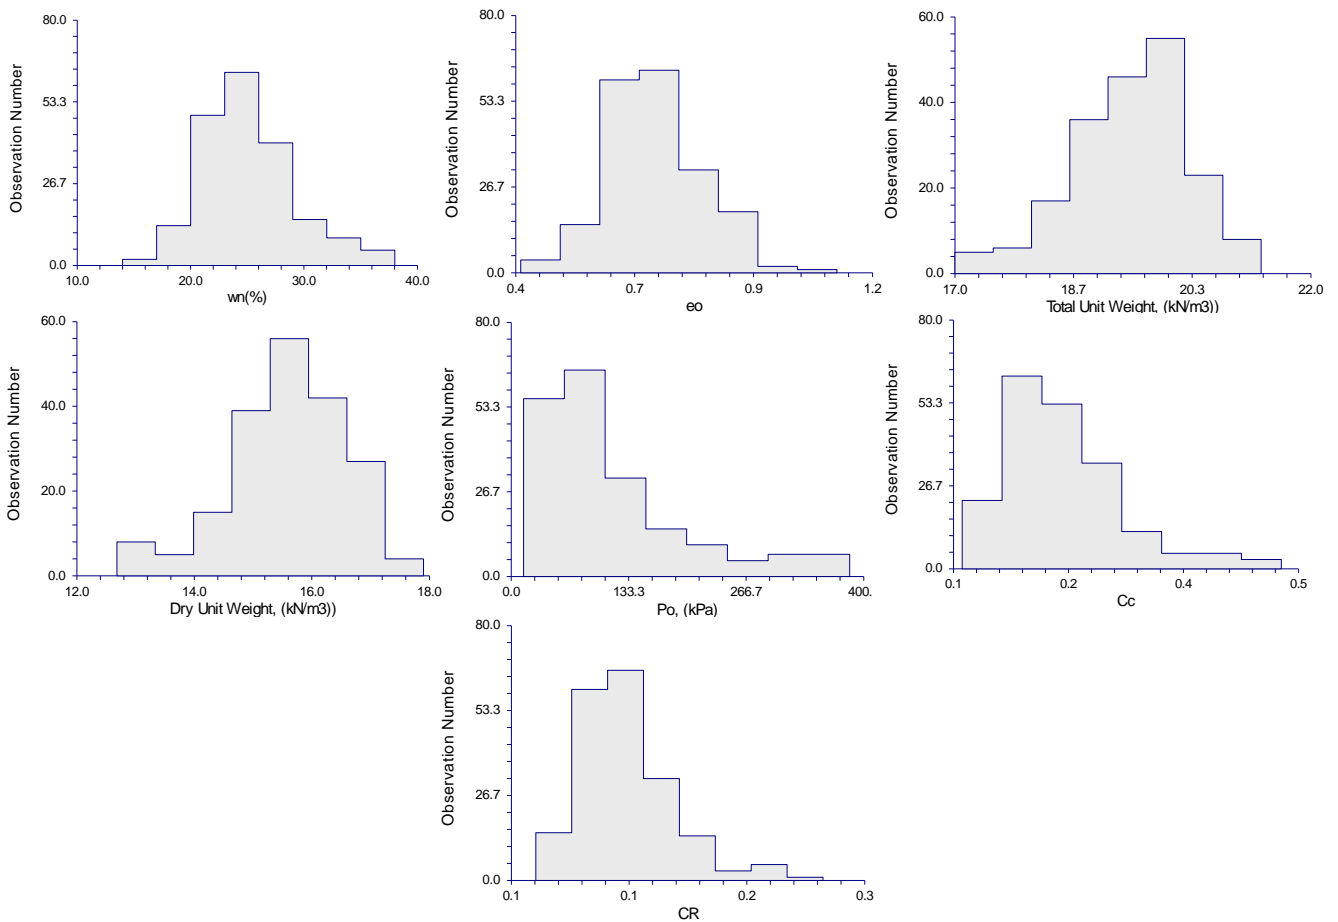 80.0
53.3
26.7
0.0
Observation Number
10.0 20.0 30.0 40.0
wn(%)
80.0
53.3
26.7
0.0
Observation Number
0.4 0.7 0.9 1.2
eo
60.0
40.0
20.0
0.0
Observation Number
17.0 18.7 20.3 22.0
Total Unit Weight, (kN/m3))
60.0
40.0
20.0
0.0
Observation Number
12.0 14.0 16.0 18.0
Dry Unit Weight, (kN/m3))
80.0
53.3
26.7
0.0
Observation Number
0.0 133.3 266.7 400.
Po, (kPa)
80.0
53.3
26.7
0.0
Observation Number
0.1 0.2 0.4 0.5
Cc
80.0
53.3
26.7
0.0
Observation Number
0.1 0.1 0.2 0.3
CR